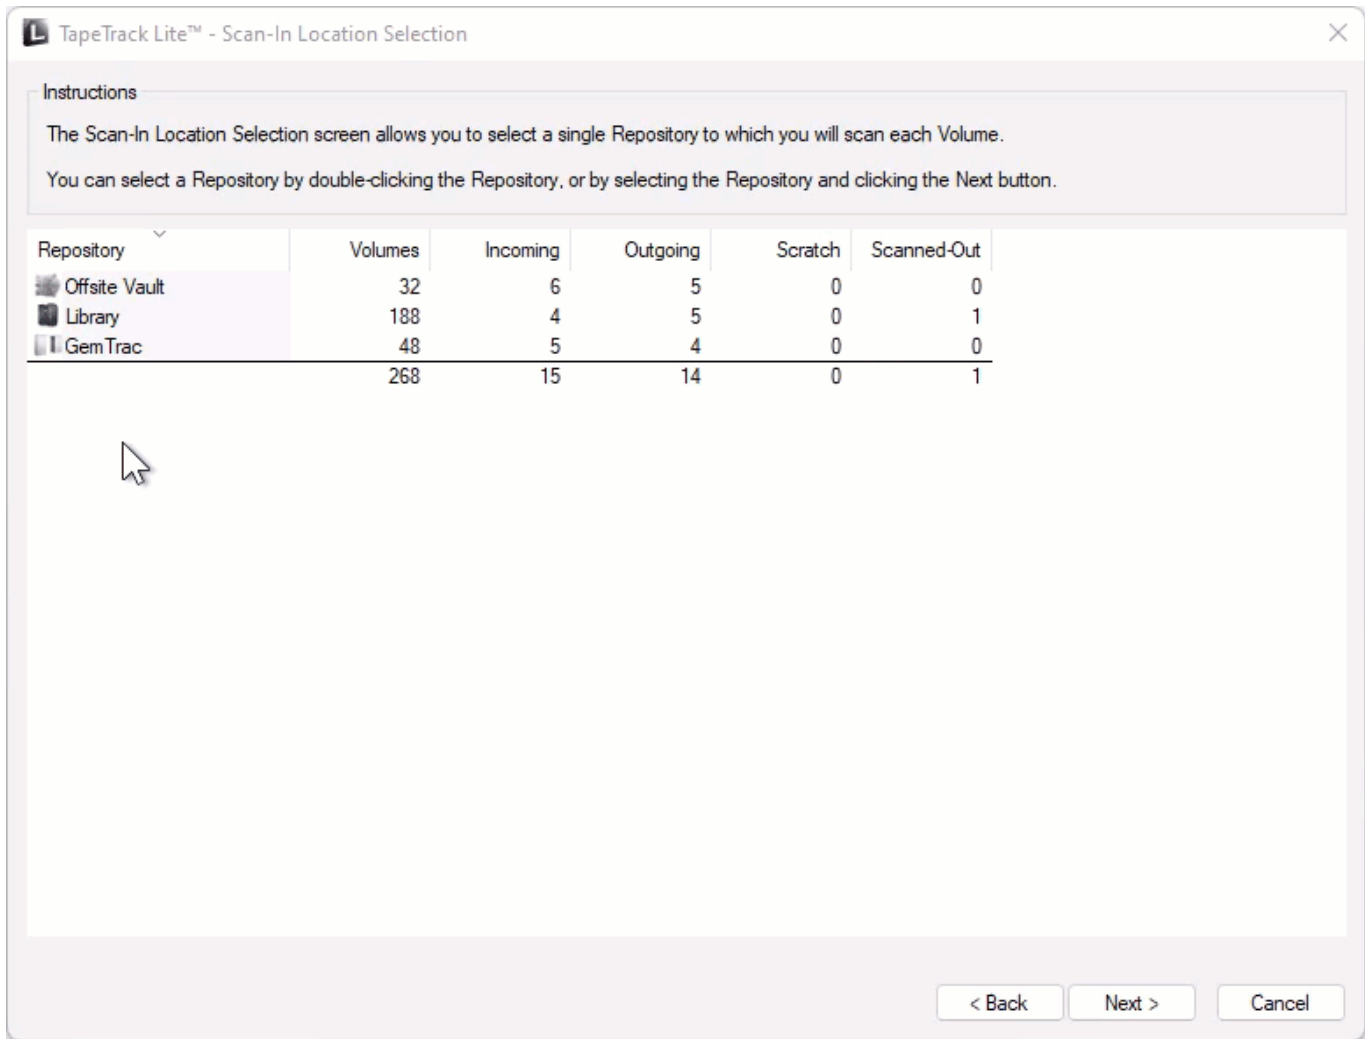 TapeTrack Lite™ - Scan-In Location Selection
Instructions
The Scan-In Location Selection screen allows you to select a single Repository to which you will scan each Volume.
You can select a Repository by double-clicking the Repository, or by selecting the Repository and clicking the Next button.
Repository Volumes Incoming Outgoing Scratch Scanned-Out
Offsite Vault 32 6 5 0 0
Library 188 4 5 0 1
GemTrac 48 5 4 0 0
268 15 14 0 1
< Back Next > Cancel